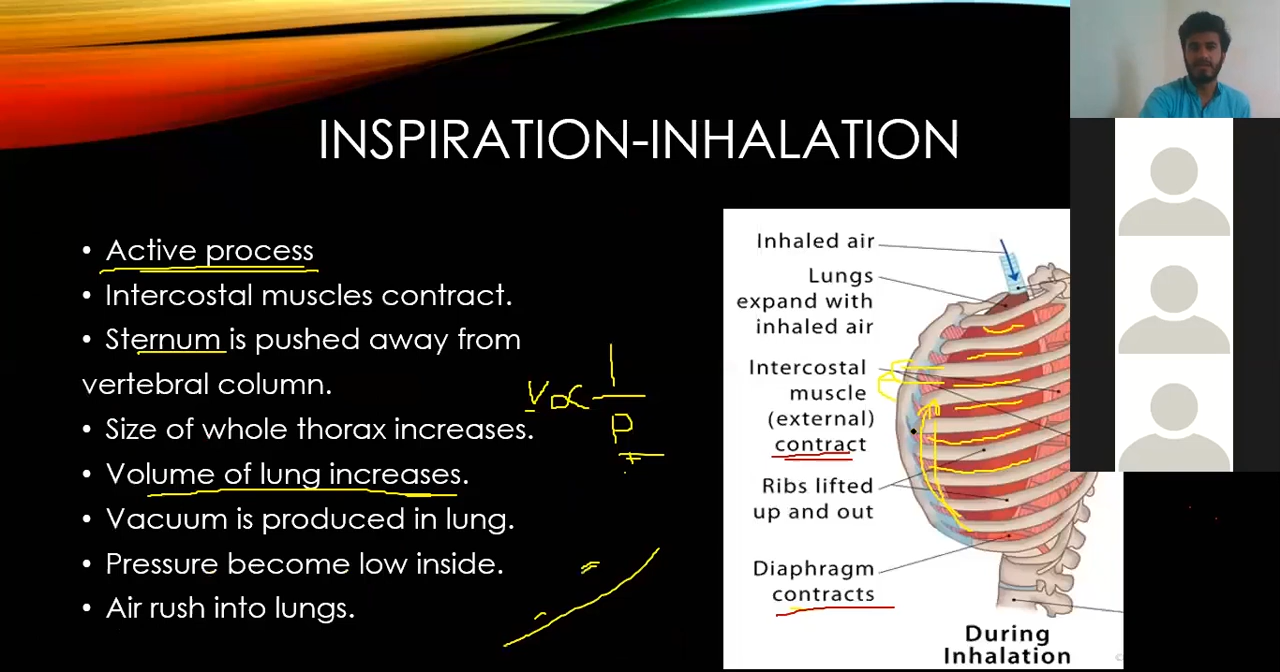 INSPIRATION-INHALATION
• Active process
• Intercostal muscles contract.
• Sternum is pushed away from
vertebral column.
• Size of whole thorax increases.
• Volume of lung increases.
• Vacuum is produced in lung.
• Pressure become low inside.
• Air rush into lungs.
V ∝ 1
P
Inhaled air
Lungs
expand with
inhaled air
Intercostal
muscle
(external)
contract
Ribs lifted
up and out
Diaphragm
contracts
During
Inhalation